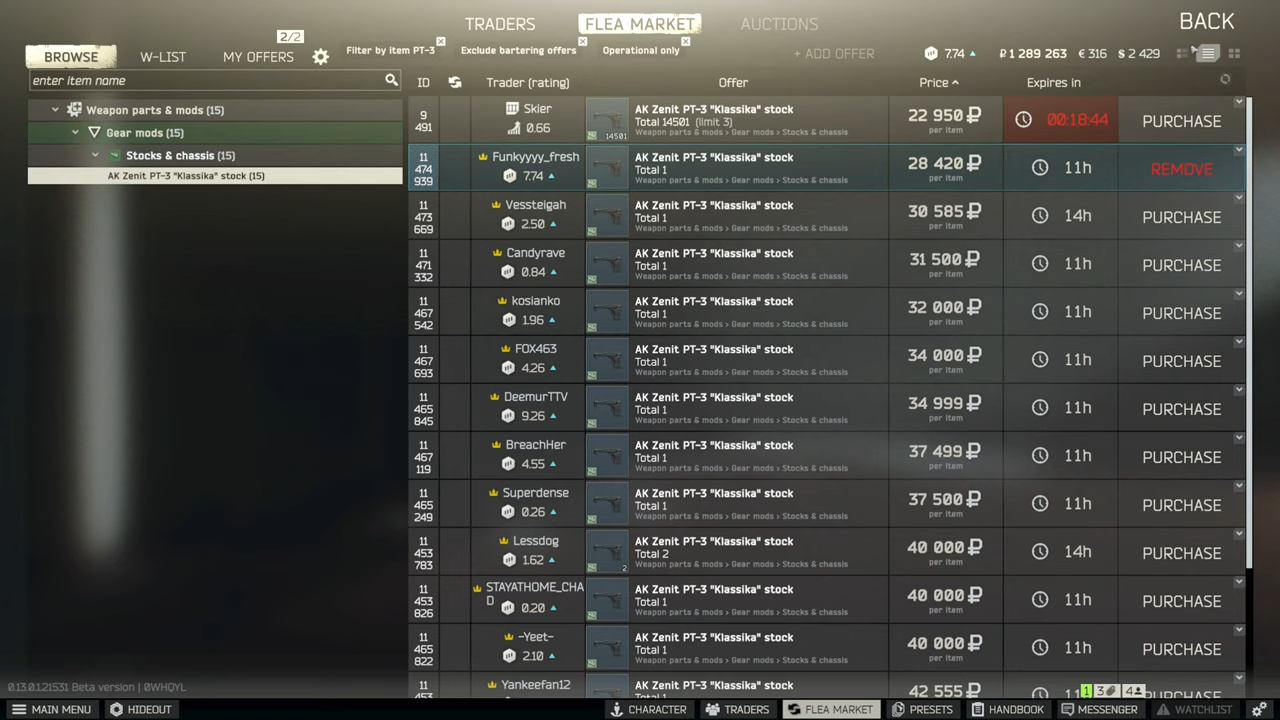 TRADERS
FLEA MARKET
AUCTIONS
BACK
BROWSE
W-LIST
2/2
MY OFFERS
Filter by item PT-3
Exclude bartering offers
Operational only
+ ADD OFFER
7.74
₽ 1 289 263
€ 316
$ 2 429
enter item name
ID
Trader (rating)
Offer
Price
Expires in
Weapon parts & mods (15)
Gear mods (15)
Stocks & chassis (15)
AK Zenit PT-3 "Klassika" stock (15)
9
491
Skier
0.66
14501
AK Zenit PT-3 "Klassika" stock
Total 14501 (limit 3)
Weapon parts & mods > Gear mods > Stocks & chassis
22 950 ₽
per item
00:18:44
PURCHASE
11
474
939
Funkyyyy_fresh
7.74
AK Zenit PT-3 "Klassika" stock
Total 1
Weapon parts & mods > Gear mods > Stocks & chassis
28 420 ₽
per item
11h
REMOVE
11
473
669
Vessteigah
2.50
AK Zenit PT-3 "Klassika" stock
Total 1
Weapon parts & mods > Gear mods > Stocks & chassis
30 585 ₽
per item
14h
PURCHASE
11
471
332
Candyrave
0.84
AK Zenit PT-3 "Klassika" stock
Total 1
Weapon parts & mods > Gear mods > Stocks & chassis
31 500 ₽
per item
11h
PURCHASE
11
467
542
kosianko
1.96
AK Zenit PT-3 "Klassika" stock
Total 1
Weapon parts & mods > Gear mods > Stocks & chassis
32 000 ₽
per item
11h
PURCHASE
11
467
693
FOX463
4.26
AK Zenit PT-3 "Klassika" stock
Total 1
Weapon parts & mods > Gear mods > Stocks & chassis
34 000 ₽
per item
11h
PURCHASE
11
465
845
DeemurTTV
9.26
AK Zenit PT-3 "Klassika" stock
Total 1
Weapon parts & mods > Gear mods > Stocks & chassis
34 999 ₽
per item
11h
PURCHASE
11
467
119
BreachHer
4.55
AK Zenit PT-3 "Klassika" stock
Total 1
Weapon parts & mods > Gear mods > Stocks & chassis
37 499 ₽
per item
11h
PURCHASE
11
465
249
Superdense
0.26
AK Zenit PT-3 "Klassika" stock
Total 1
Weapon parts & mods > Gear mods > Stocks & chassis
37 500 ₽
per item
11h
PURCHASE
11
453
783
Lessdog
1.62
2
AK Zenit PT-3 "Klassika" stock
Total 2
Weapon parts & mods > Gear mods > Stocks & chassis
40 000 ₽
per item
14h
PURCHASE
11
453
826
STAYATHOME_CHA
D
0.20
AK Zenit PT-3 "Klassika" stock
Total 1
Weapon parts & mods > Gear mods > Stocks & chassis
40 000 ₽
per item
11h
PURCHASE
11
465
822
-Yeet-
2.10
AK Zenit PT-3 "Klassika" stock
Total 1
Weapon parts & mods > Gear mods > Stocks & chassis
40 000 ₽
per item
11h
PURCHASE
11
453
Yankeefan12
AK Zenit PT-3 "Klassika" stock
Total 1
42 555 ₽
11h
PURCHASE
0.13.0.1.21531 Beta version | 0WHQYL
1
3
4
MAIN MENU
HIDEOUT
CHARACTER
TRADERS
FLEA MARKET
PRESETS
HANDBOOK
MESSENGER
WATCHLIST